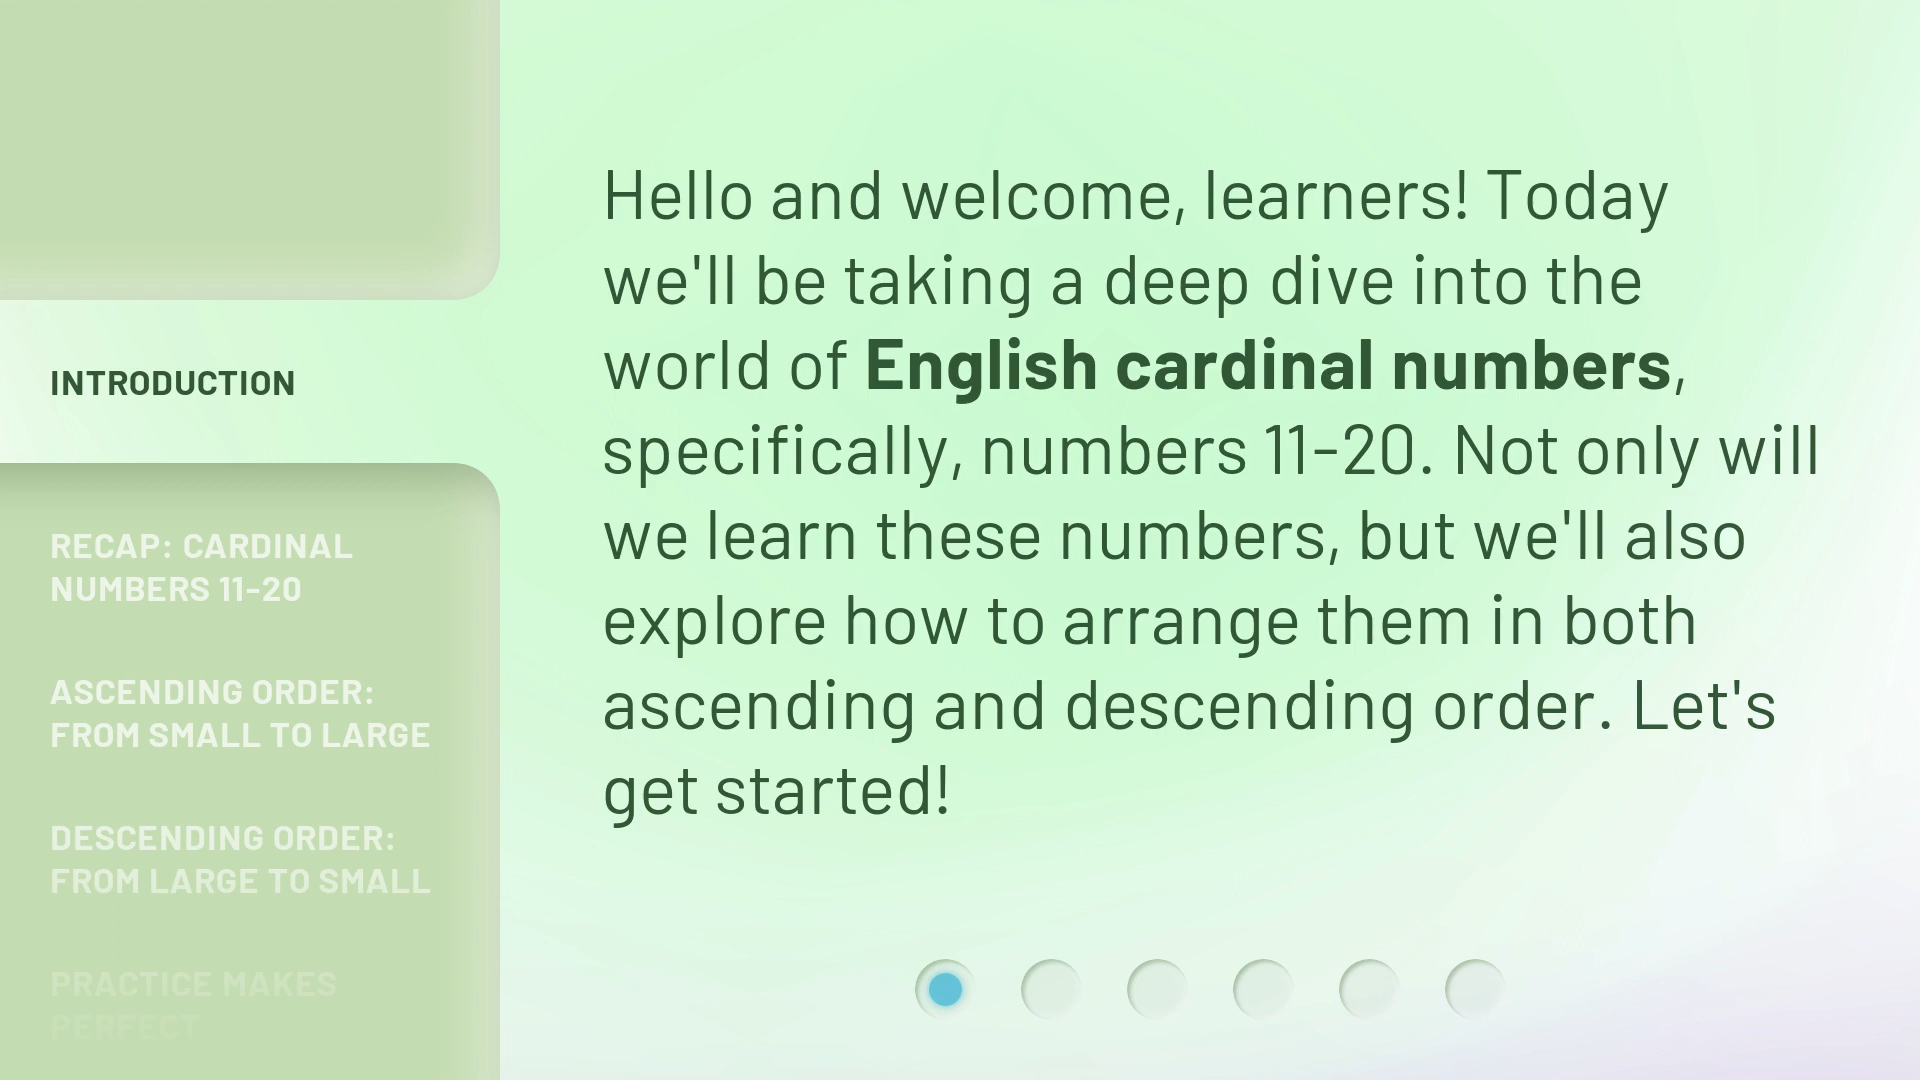 INTRODUCTION
RECAP: CARDINAL
NUMBERS 11-20
ASCENDING ORDER:
FROM SMALL TO LARGE
DESCENDING ORDER:
FROM LARGE TO SMALL
PRACTICE MAKES
PERFECT
Hello and welcome, learners! Today
we'll be taking a deep dive into the
world of English cardinal numbers,
specifically, numbers 11-20. Not only will
we learn these numbers, but we'll also
explore how to arrange them in both
ascending and descending order. Let's
get started!